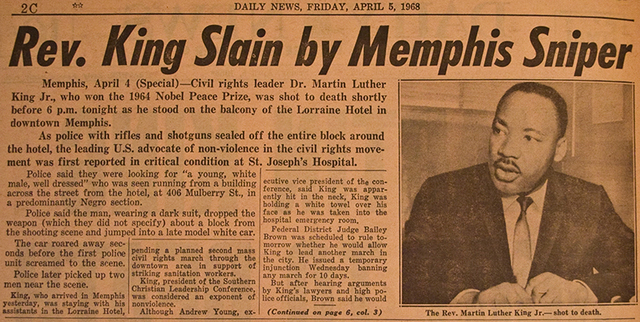 2C
☆☆
DAILY NEWS, FRIDAY, APRIL 5, 1968
Rev. King Slain by Memphis Sniper
Memphis, April 4 (Special)—Civil rights leader Dr. Martin Luther
King Jr., who won the 1964 Nobel Peace Prize, was shot to death shortly
before 6 p.m. tonight as he stood on the balcony of the Lorraine Hotel in
downtown Memphis.
As police with rifles and shotguns sealed off the entire block around
the hotel, the leading U.S. advocate of non-violence in the civil rights move-
ment was first reported in critical condition at St. Joseph's Hospital.
Police said they were looking for "a young, white
male, well dressed" who was seen running from a building
across the street from the hotel, at 406 Mulberry St., in
a predominantly Negro section.
Police said the man, wearing a dark suit, dropped the
weapon (which they did not specify) about a block from
the shooting scene and jumped into a late model white car.
The car roared away sec-
onds before the first police
unit screamed to the scene.
Police later picked up two
men near the scene.
King, who arrived in Memphis
yesterday, was staying with his
assistants in the Lorraine Hotel,
pending a planned second mass
civil rights march through the
downtown area in support of
striking sanitation workers.
King, president of the Southern
Christian Leadership Conference,
was considered an exponent of
nonviolence.
Although Andrew Young, ex-
ecutive vice president of the con-
ference, said King was appar-
ently hit in the neck, King was
holding a white towel over his
face as he was taken into the
hospital emergency room.
Federal District Judge Bailey
Brown was scheduled to rule to-
morrow whether he would allow
King to lead another march in
the city. He issued a temporary
injunction Wednesday banning
any march for 10 days.
But after hearing arguments
by King's lawyers and high po-
lice officials, Brown said he would
(Continued on page 6, col. 3)
The Rev. Martin Luther King Jr.— shot to death.